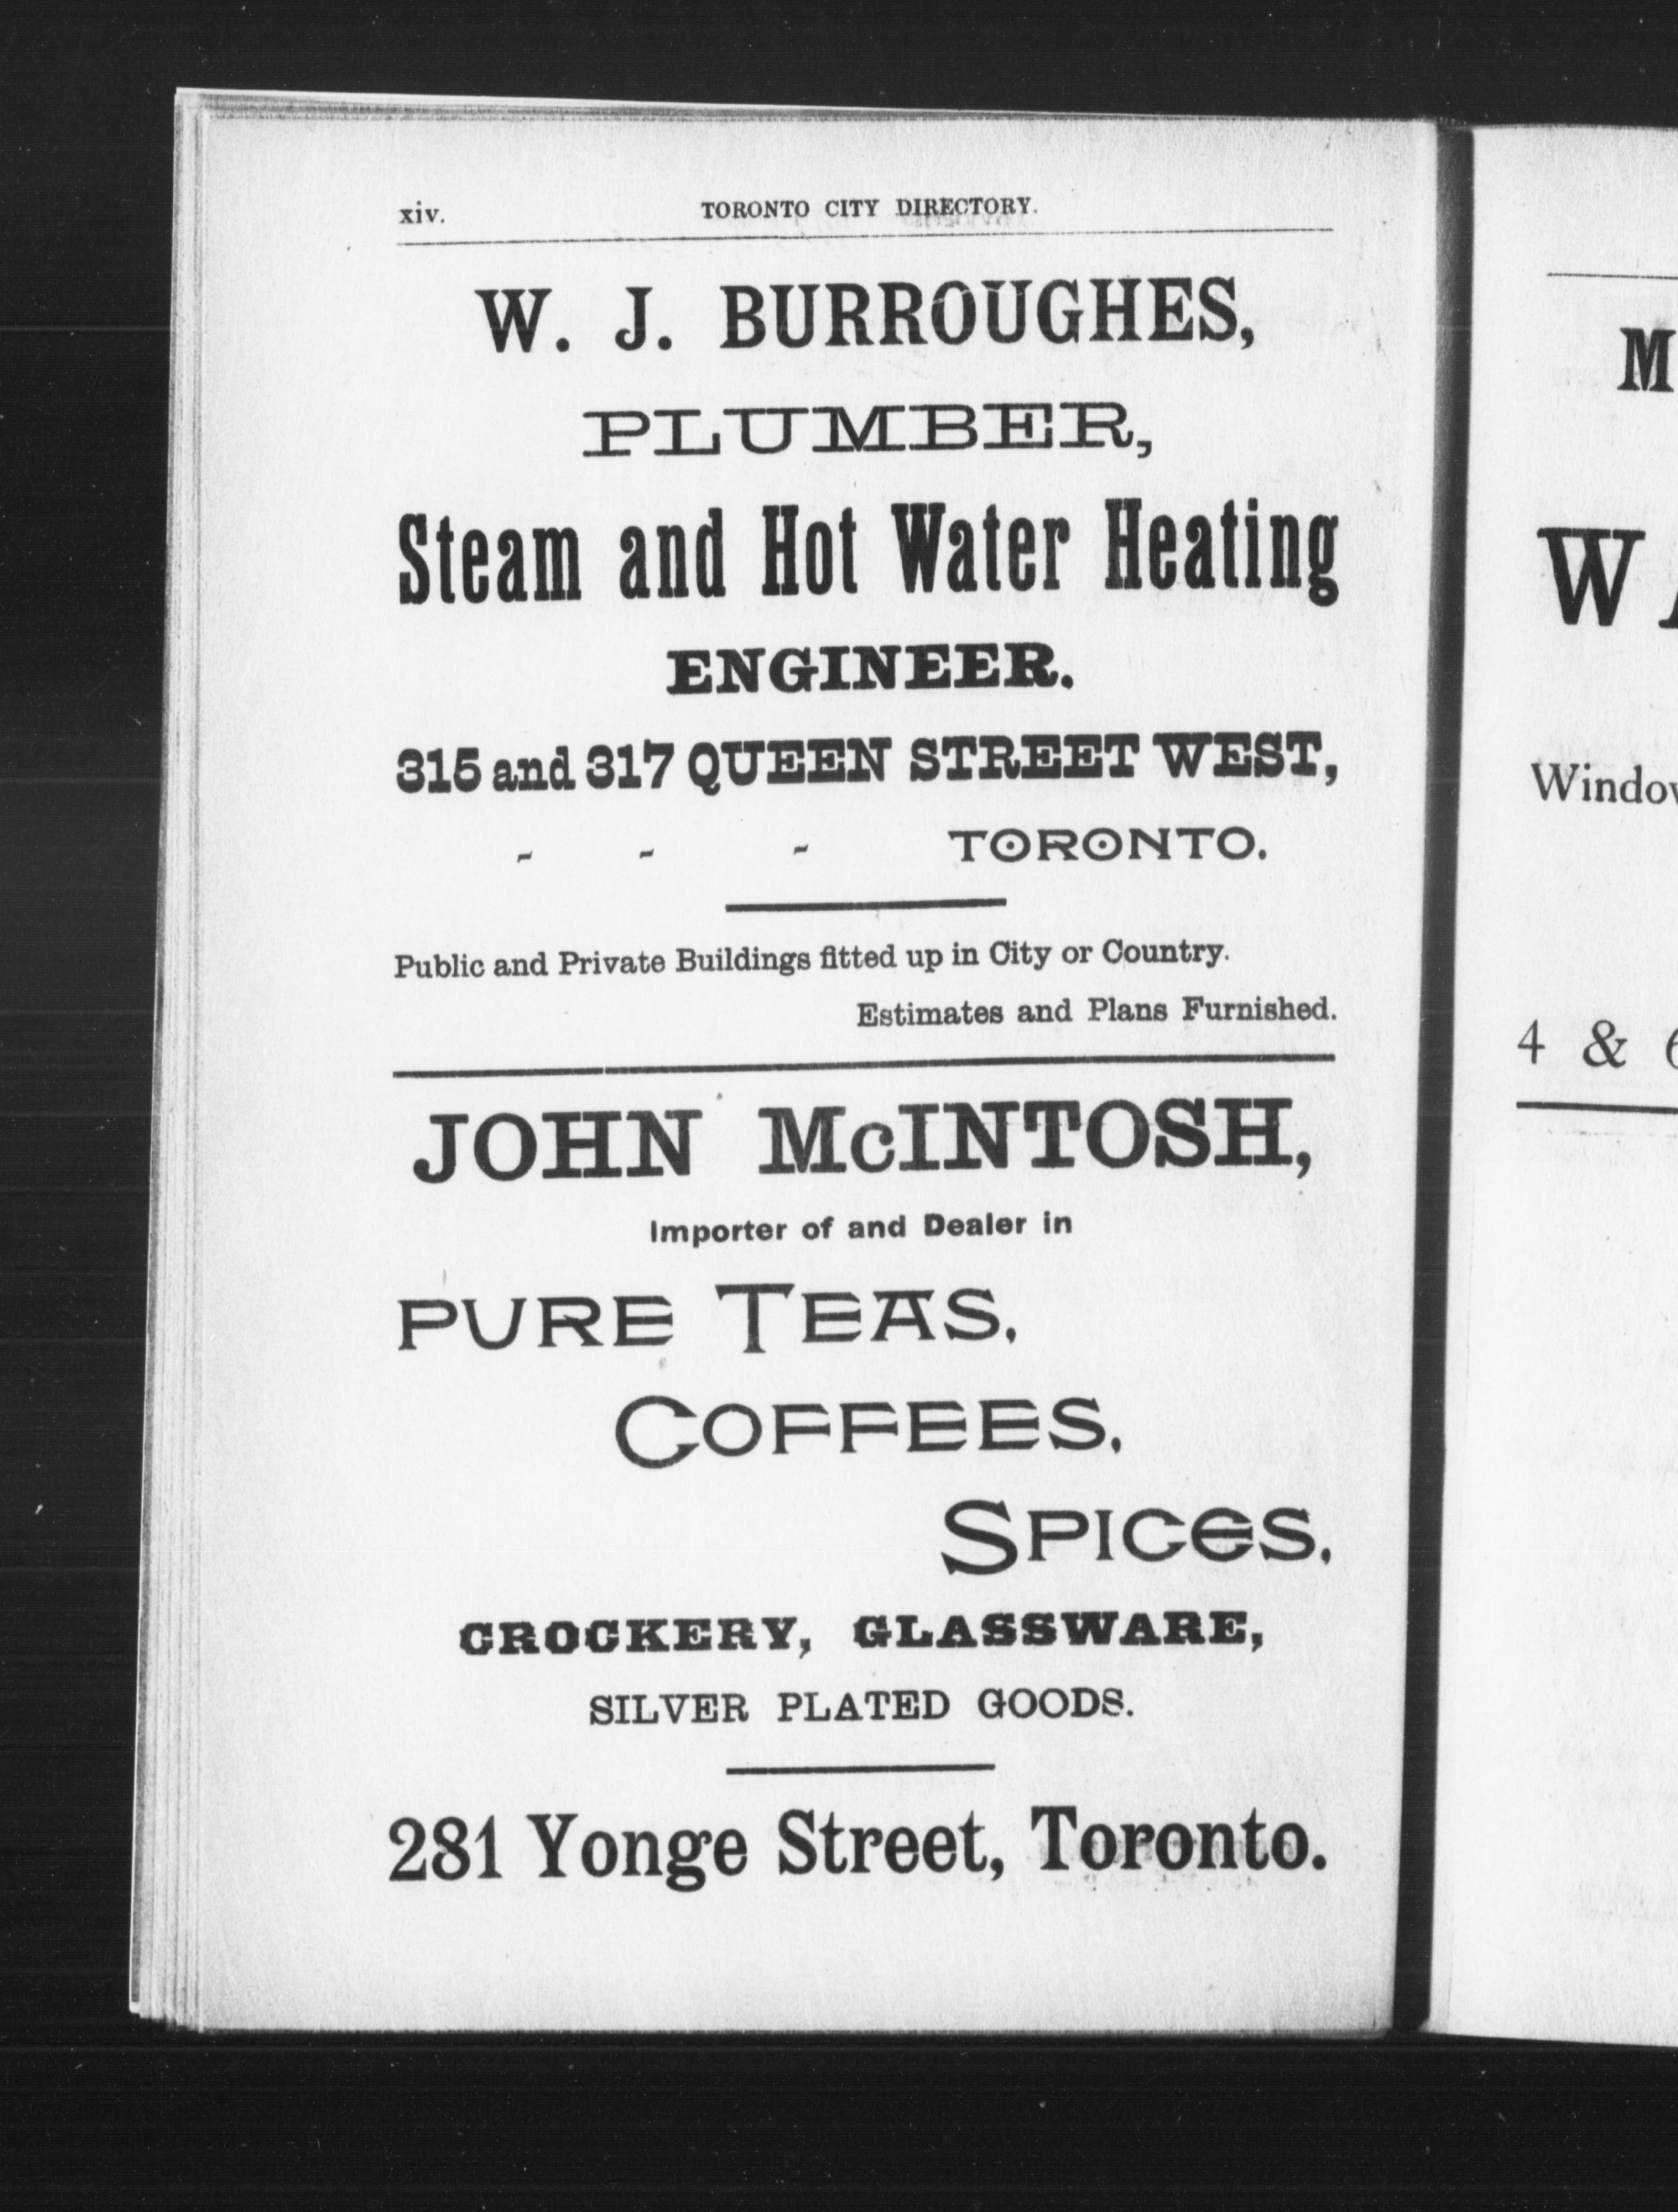 xiv. TORONTO CITY DIRECTORY.
W. J. BURROUGHES,
PLUMBER,
Steam and Hot Water Heating
ENGINEER.
315 and 317 QUEEN STREET WEST,
- - - TORONTO.
Public and Private Buildings fitted up in City or Country.
Estimates and Plans Furnished.
JOHN McINTOSH,
Importer of and Dealer in
PURE TEAS,
COFFEES,
SPICES,
CROCKERY, GLASSWARE,
SILVER PLATED GOODS.
281 Yonge Street, Toronto.
M
W
4 &